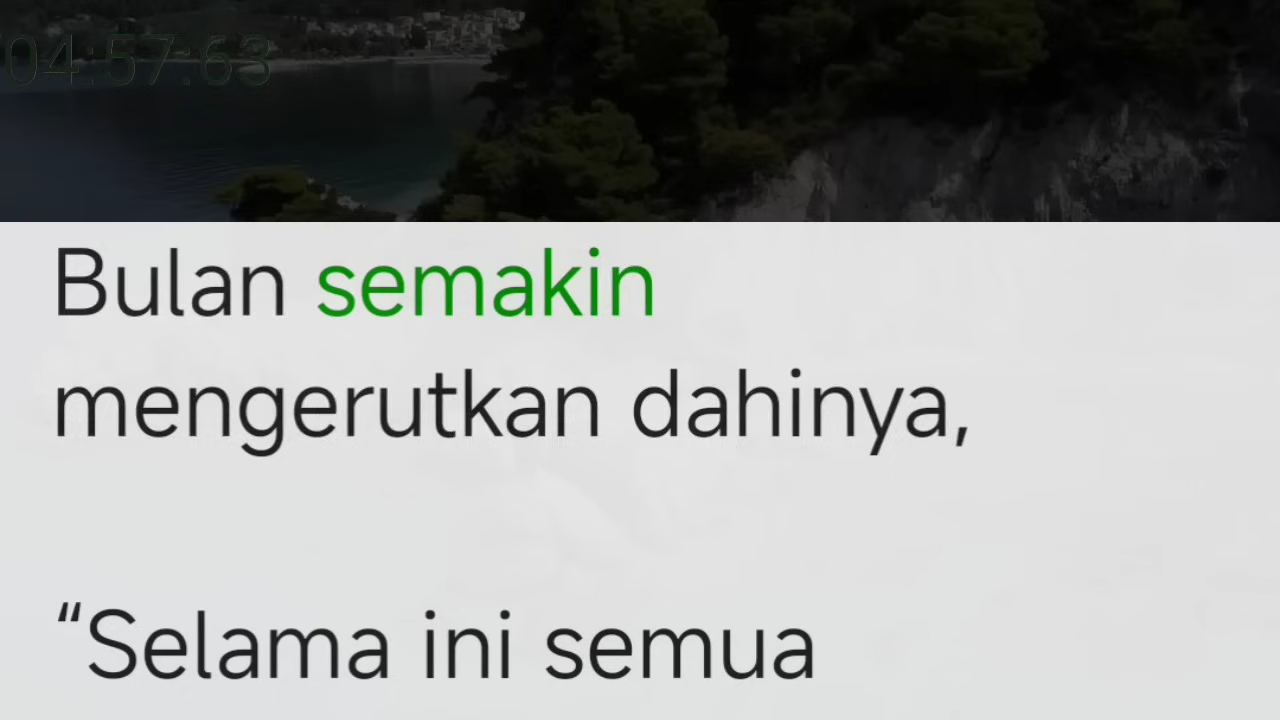 04:57:63
Bulan semakin
mengerutkan dahinya,
“Selama ini semua